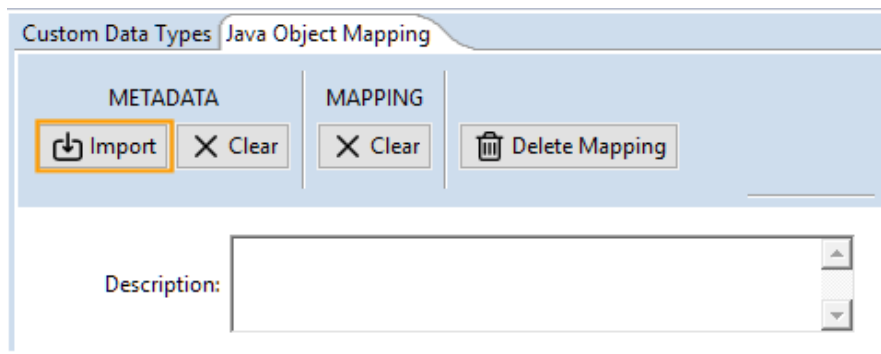 Custom Data Types Java Object Mapping
METADATA MAPPING
Import Clear Clear Delete Mapping
Description: